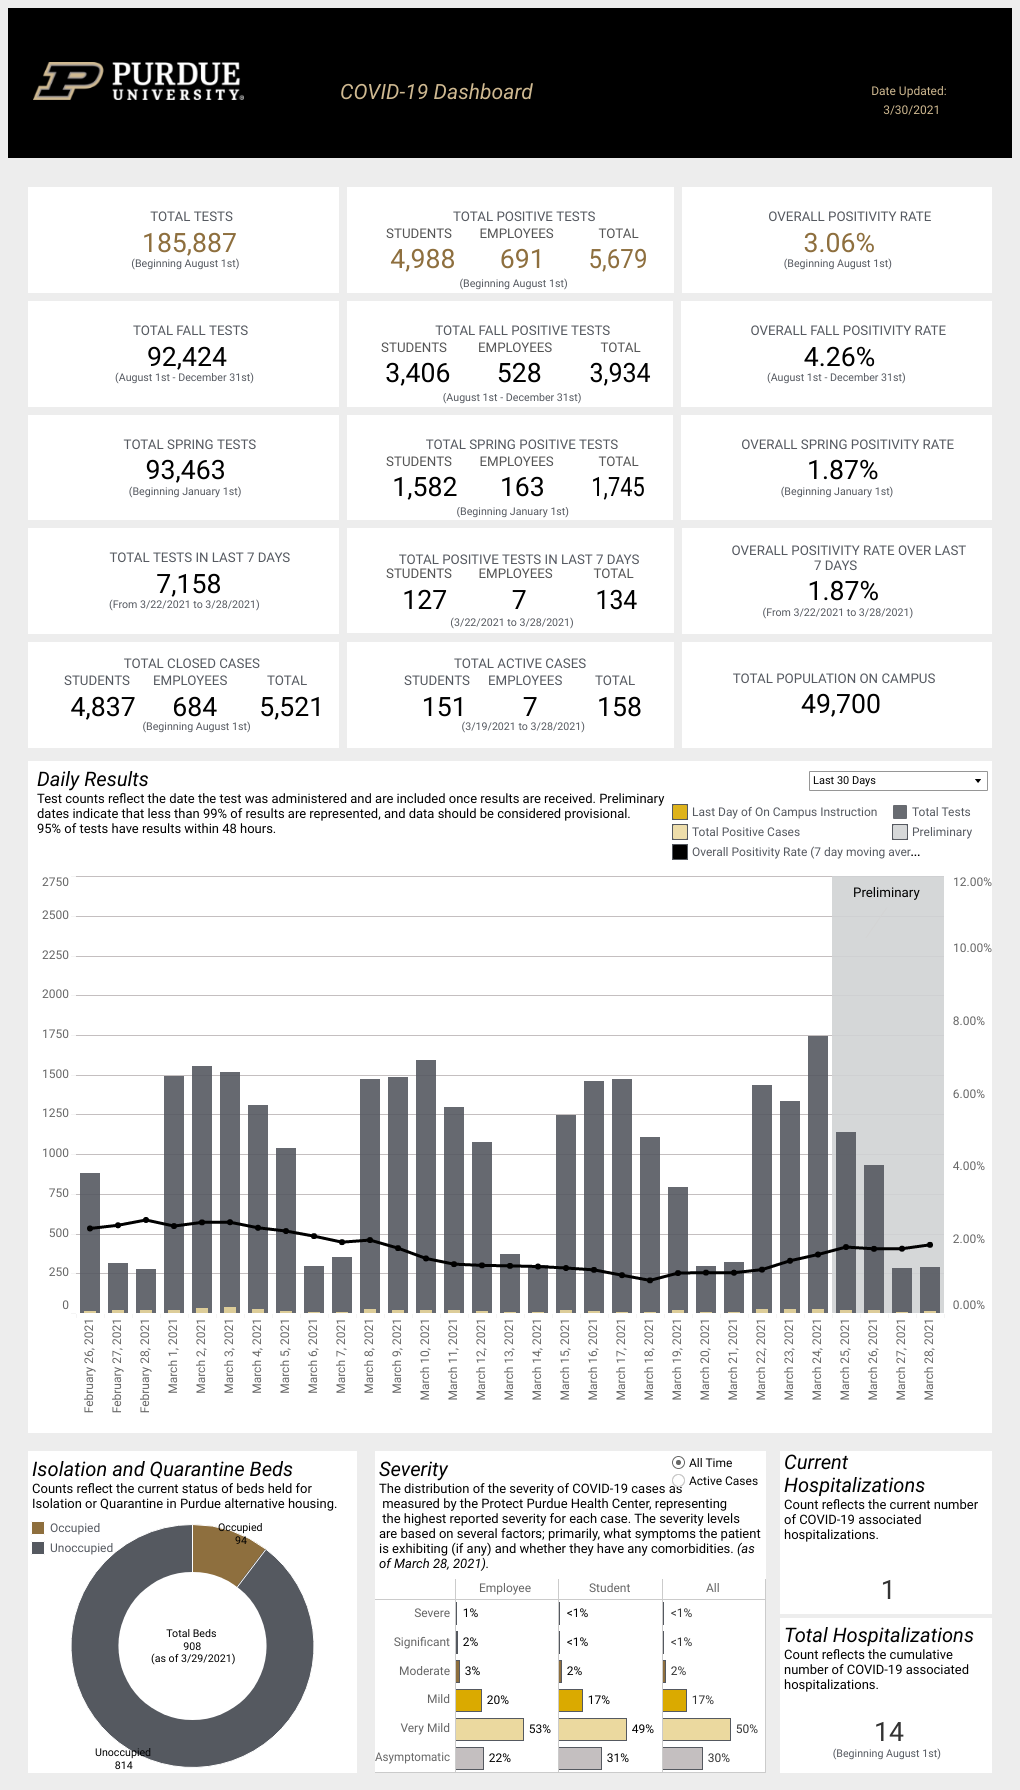 PURDUE
UNIVERSITY®
COVID-19 Dashboard
Date Updated:
3/30/2021
TOTAL TESTS
185,887
(Beginning August 1st)
TOTAL POSITIVE TESTS
STUDENTS EMPLOYEES TOTAL
4,988 691 5,679
(Beginning August 1st)
OVERALL POSITIVITY RATE
3.06%
(Beginning August 1st)
TOTAL FALL TESTS
92,424
(August 1st - December 31st)
TOTAL FALL POSITIVE TESTS
STUDENTS EMPLOYEES TOTAL
3,406 528 3,934
(August 1st - December 31st)
OVERALL FALL POSITIVITY RATE
4.26%
(August 1st - December 31st)
TOTAL SPRING TESTS
93,463
(Beginning January 1st)
TOTAL SPRING POSITIVE TESTS
STUDENTS EMPLOYEES TOTAL
1,582 163 1,745
(Beginning January 1st)
OVERALL SPRING POSITIVITY RATE
1.87%
(Beginning January 1st)
TOTAL TESTS IN LAST 7 DAYS
7,158
(From 3/22/2021 to 3/28/2021)
TOTAL POSITIVE TESTS IN LAST 7 DAYS
STUDENTS EMPLOYEES TOTAL
127 7 134
(3/22/2021 to 3/28/2021)
OVERALL POSITIVITY RATE OVER LAST
7 DAYS
1.87%
(From 3/22/2021 to 3/28/2021)
TOTAL CLOSED CASES
STUDENTS EMPLOYEES TOTAL
4,837 684 5,521
(Beginning August 1st)
TOTAL ACTIVE CASES
STUDENTS EMPLOYEES TOTAL
151 7 158
(3/19/2021 to 3/28/2021)
TOTAL POPULATION ON CAMPUS
49,700
Daily Results
Test counts reflect the date the test was administered and are included once results are received. Preliminary
dates indicate that less than 99% of results are represented, and data should be considered provisional.
95% of tests have results within 48 hours.
Last 30 Days
Last Day of On Campus Instruction
Total Tests
Total Positive Cases
Preliminary
Overall Positivity Rate (7 day moving aver...
Preliminary
2750
2500
2250
2000
1750
1500
1250
1000
750
500
250
0
12.00%
10.00%
8.00%
6.00%
4.00%
2.00%
0.00%
February 26, 2021
February 27, 2021
February 28, 2021
March 1, 2021
March 2, 2021
March 3, 2021
March 4, 2021
March 5, 2021
March 6, 2021
March 7, 2021
March 8, 2021
March 9, 2021
March 10, 2021
March 11, 2021
March 12, 2021
March 13, 2021
March 14, 2021
March 15, 2021
March 16, 2021
March 17, 2021
March 18, 2021
March 19, 2021
March 20, 2021
March 21, 2021
March 22, 2021
March 23, 2021
March 24, 2021
March 25, 2021
March 26, 2021
March 27, 2021
March 28, 2021
Isolation and Quarantine Beds
Counts reflect the current status of beds held for
Isolation or Quarantine in Purdue alternative housing.
Occupied
Unoccupied
Occupied
94
Total Beds
908
(as of 3/29/2021)
Unoccupied
814
Severity
All Time
Active Cases
The distribution of the severity of COVID-19 cases as
measured by the Protect Purdue Health Center, representing
the highest reported severity for each case. The severity levels
are based on several factors; primarily, what symptoms the patient
is exhibiting (if any) and whether they have any comorbidities. (as
of March 28, 2021).
Employee Student All
Severe 1% <1% <1%
Significant 2% <1% <1%
Moderate 3% 2% 2%
Mild 20% 17% 17%
Very Mild 53% 49% 50%
Asymptomatic 22% 31% 30%
Current
Hospitalizations
Count reflects the current number
of COVID-19 associated
hospitalizations.
1
Total Hospitalizations
Count reflects the cumulative
number of COVID-19 associated
hospitalizations.
14
(Beginning August 1st)